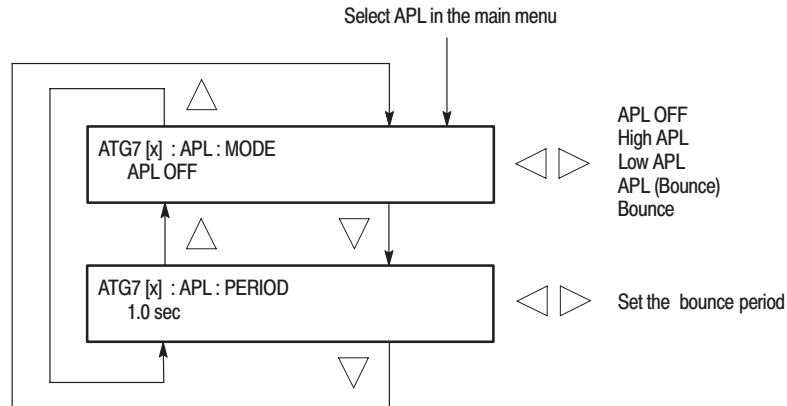 Select APL in the main menu
ATG7 [x] : APL : MODE
APL OFF
APL OFF
High APL
Low APL
APL (Bounce)
Bounce
ATG7 [x] : APL : PERIOD
1.0 sec
Set the bounce period